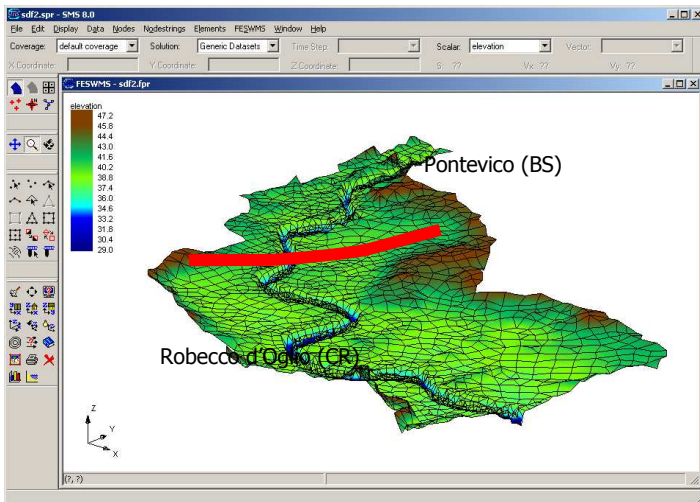 sdf2.spr - SMS 8.0
File Edit Display Data Nodes Nodestrings Elements FESWMS Window Help
Coverage: default coverage Solution: Generic Datasets Time Step: Scalar: elevation Vector:
X Coordinate: Y Coordinate: Z Coordinate: S: ?? Vx: ?? Vy: ??
FESWMS - sdf2.fpr
elevation
47.2
45.8
44.4
43.0
41.6
40.2
38.8
37.4
36.0
34.6
33.2
31.8
30.4
29.0
Pontevico (BS)
Robecco d'Oglio (CR)
Z
Y
X
(?, ?)